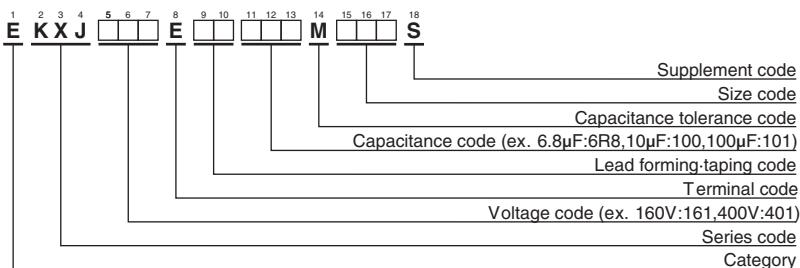 1 2 3 4 5 6 7 8 9 10 11 12 13 14 15 16 17 18
E KXJ □□□ E □□ □□□ M □□□ S
Supplement code
Size code
Capacitance tolerance code
Capacitance code (ex. 6.8μF:6R8,10μF:100,100μF:101)
Lead forming·taping code
Terminal code
Voltage code (ex. 160V:161,400V:401)
Series code
Category